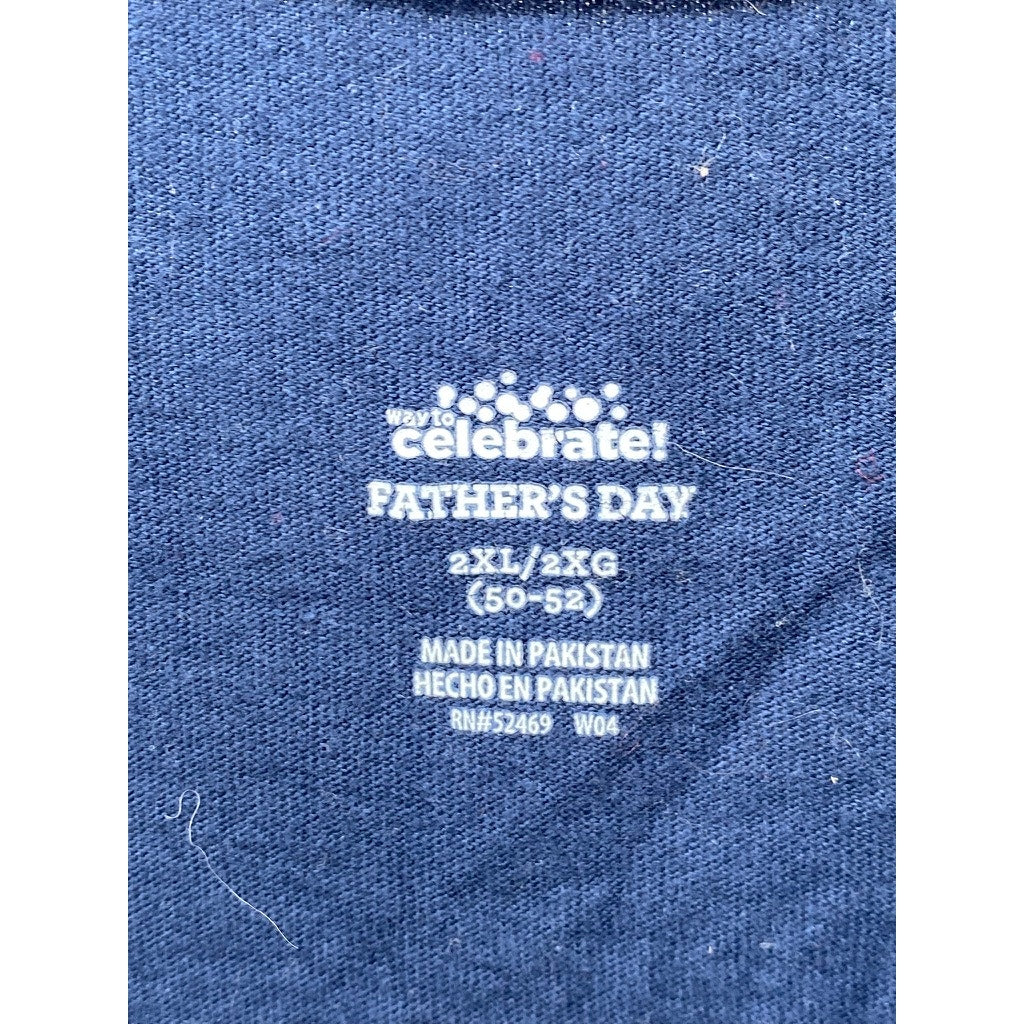 way to
celebrate!
FATHER'S DAY
2XL/2XG
(50-52)
MADE IN PAKISTAN
HECHO EN PAKISTAN
RN#52469 W04